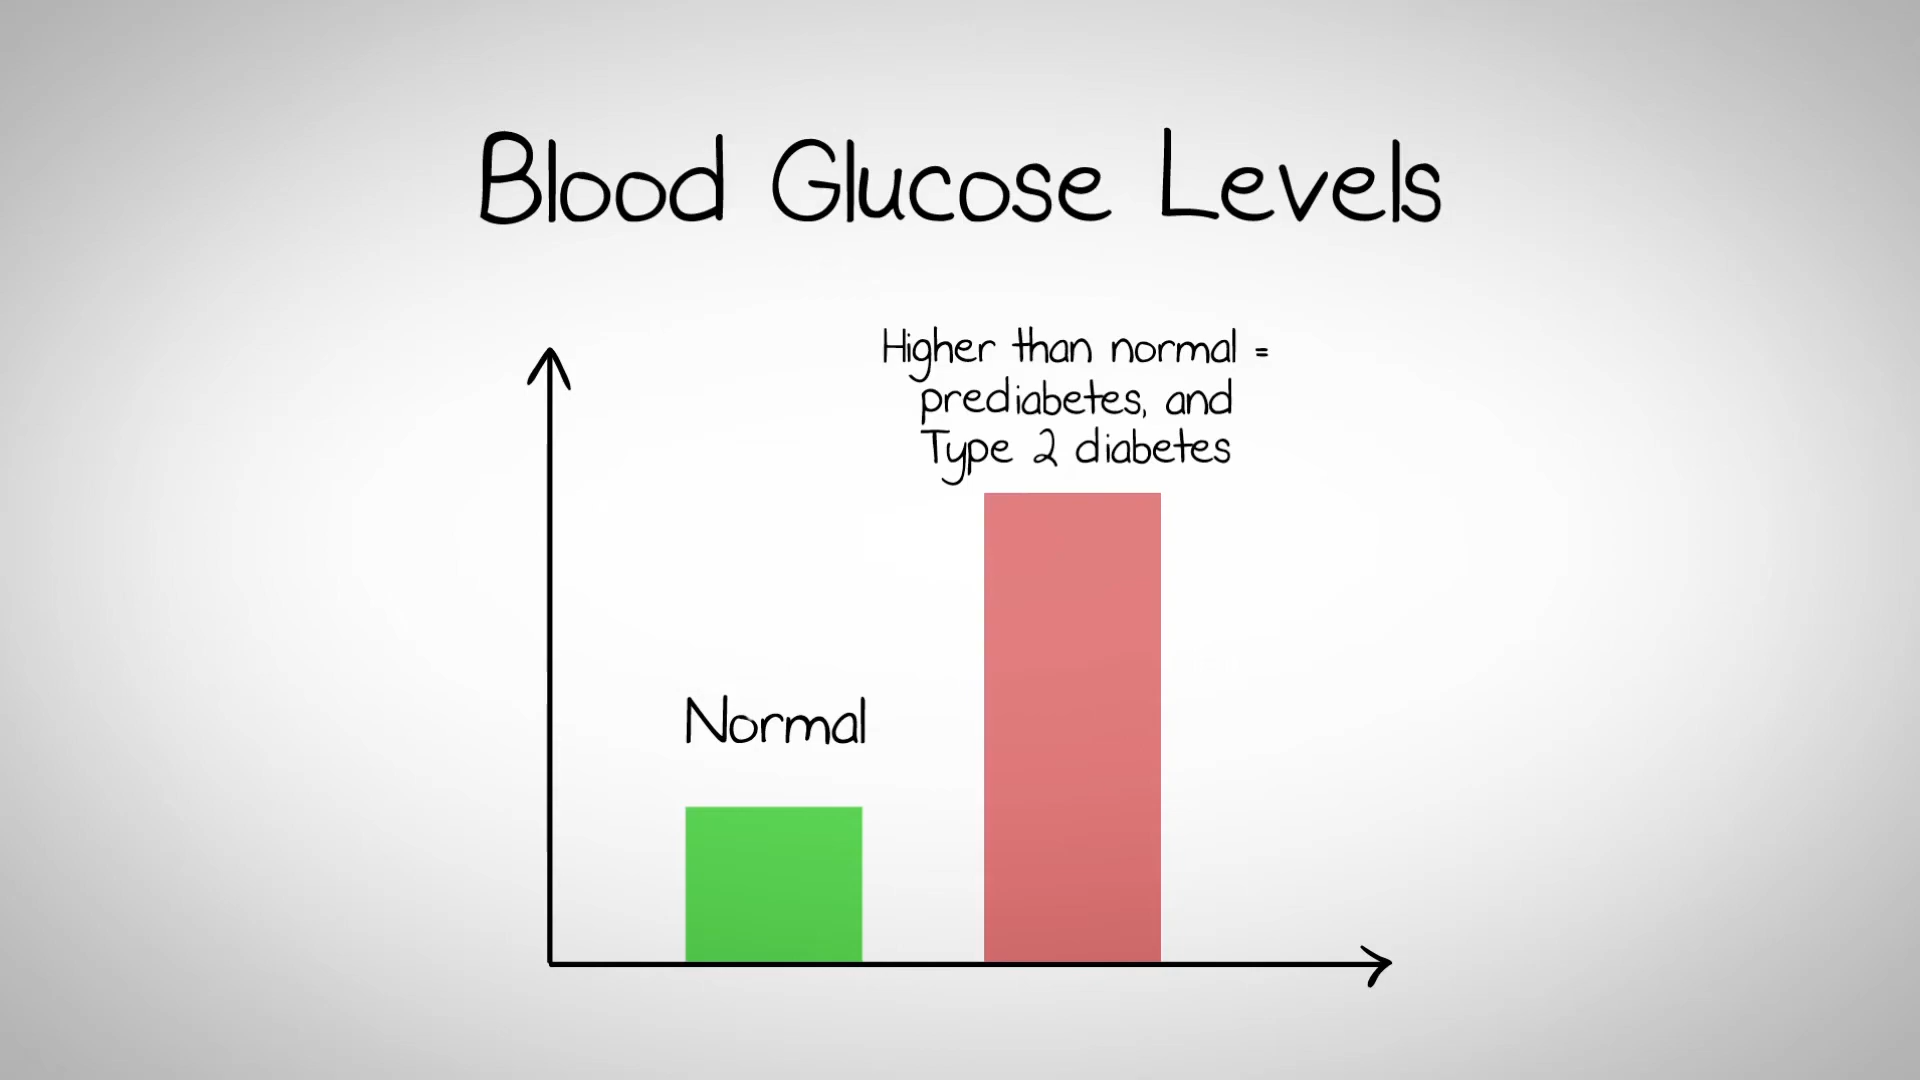 Blood Glucose Levels
Higher than normal =
prediabetes, and
Type 2 diabetes
Normal